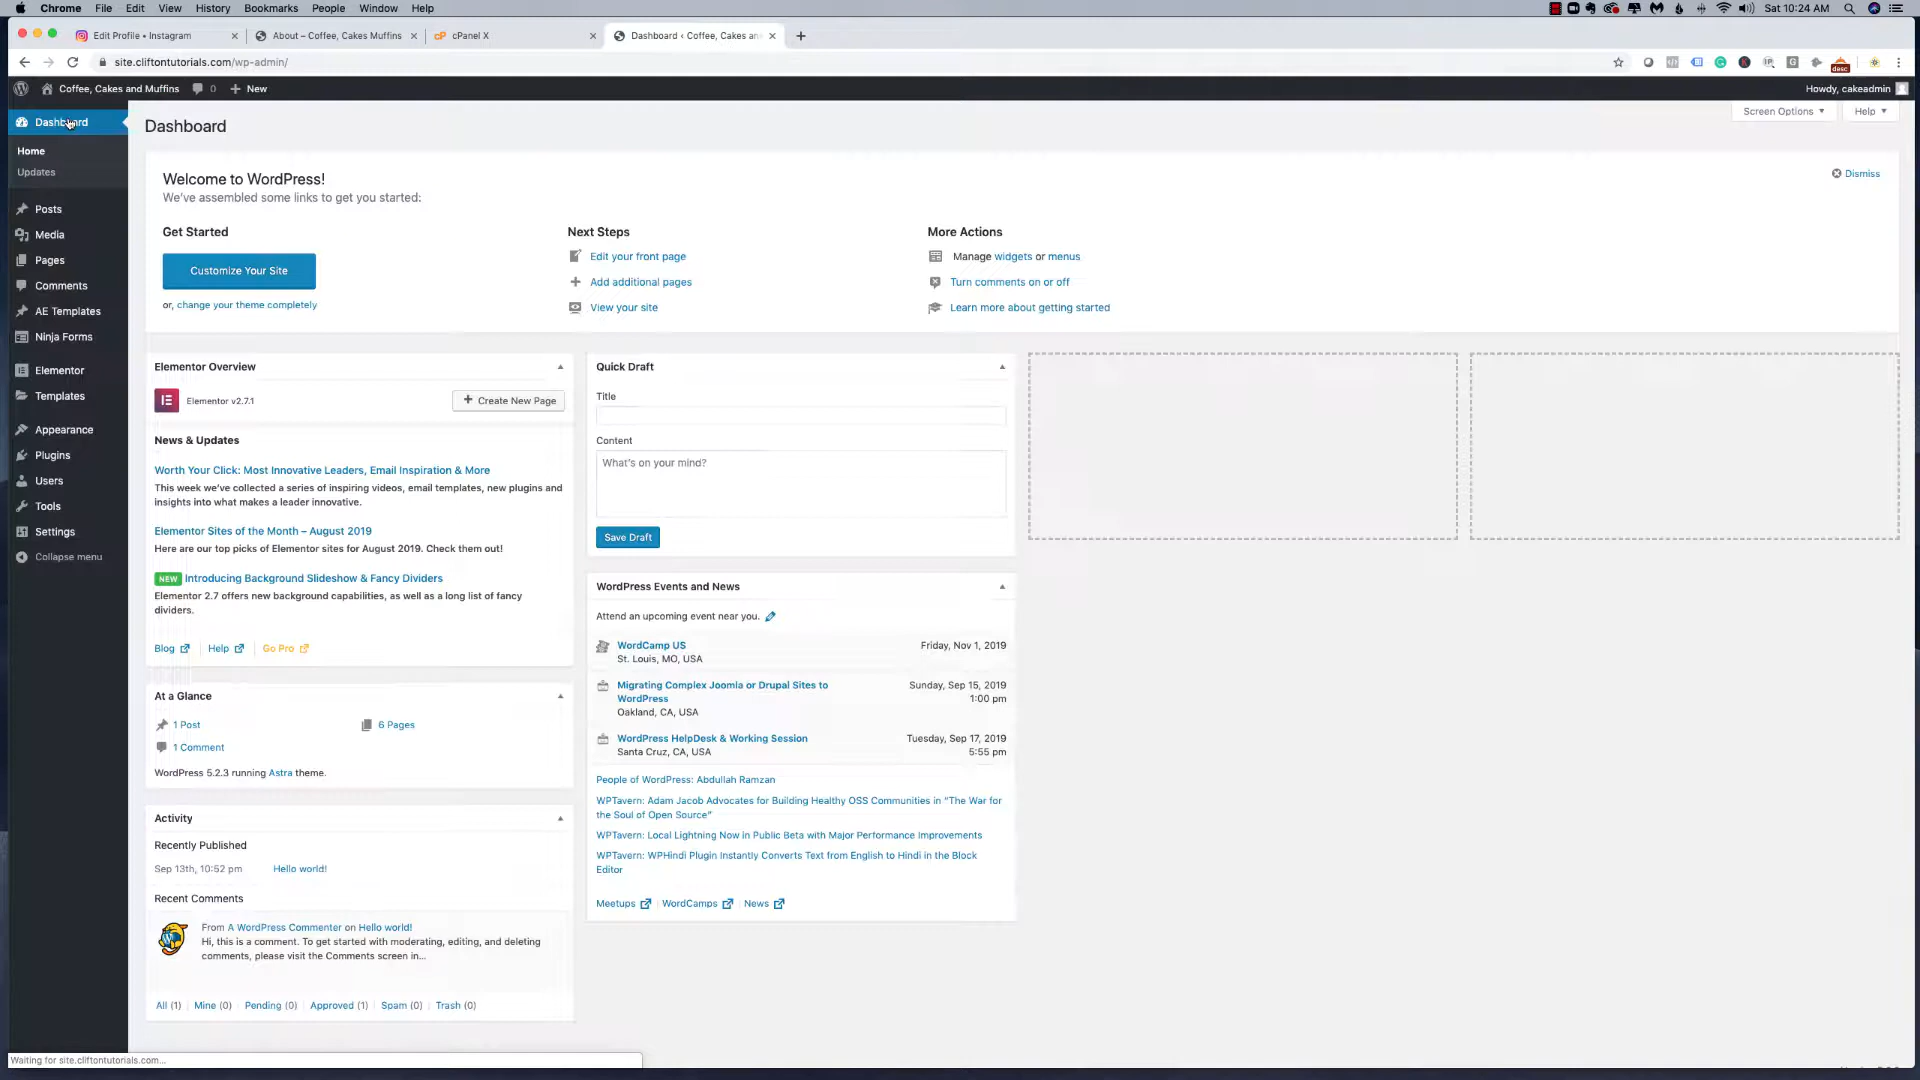 Chrome File Edit View History Bookmarks People Window Help
Sat 10:24 AM
Edit Profile • Instagram
About – Coffee, Cakes Muffins
cPanel X
Dashboard ‹ Coffee, Cakes an
site.cliftontutorials.com/wp-admin/
Coffee, Cakes and Muffins 0 New
Howdy, cakeadmin
Dashboard
Home
Updates
Posts
Media
Pages
Comments
AE Templates
Ninja Forms
Elementor
Templates
Appearance
Plugins
Users
Tools
Settings
Collapse menu
Dashboard
Screen Options
Help
Welcome to WordPress!
We've assembled some links to get you started:
Dismiss
Get Started
Customize Your Site
or, change your theme completely
Next Steps
Edit your front page
Add additional pages
View your site
More Actions
Manage widgets or menus
Turn comments on or off
Learn more about getting started
Elementor Overview
Elementor v2.7.1
Create New Page
News & Updates
Worth Your Click: Most Innovative Leaders, Email Inspiration & More
This week we've collected a series of inspiring videos, email templates, new plugins and
insights into what makes a leader innovative.
Elementor Sites of the Month – August 2019
Here are our top picks of Elementor sites for August 2019. Check them out!
NEW Introducing Background Slideshow & Fancy Dividers
Elementor 2.7 offers new background capabilities, as well as a long list of fancy
dividers.
Blog Help Go Pro
At a Glance
1 Post 6 Pages
1 Comment
WordPress 5.2.3 running Astra theme.
Activity
Recently Published
Sep 13th, 10:52 pm Hello world!
Recent Comments
From A WordPress Commenter on Hello world!
Hi, this is a comment. To get started with moderating, editing, and deleting
comments, please visit the Comments screen in...
All (1) | Mine (0) | Pending (0) | Approved (1) | Spam (0) | Trash (0)
Quick Draft
Title
Content
What's on your mind?
Save Draft
WordPress Events and News
Attend an upcoming event near you.
WordCamp US Friday, Nov 1, 2019
St. Louis, MO, USA
Migrating Complex Joomla or Drupal Sites to Sunday, Sep 15, 2019
WordPress 1:00 pm
Oakland, CA, USA
WordPress HelpDesk & Working Session Tuesday, Sep 17, 2019
Santa Cruz, CA, USA 5:55 pm
People of WordPress: Abdullah Ramzan
WPTavern: Adam Jacob Advocates for Building Healthy OSS Communities in "The War for
the Soul of Open Source"
WPTavern: Local Lightning Now in Public Beta with Major Performance Improvements
WPTavern: WPHindi Plugin Instantly Converts Text from English to Hindi in the Block
Editor
Meetups | WordCamps | News
Waiting for site.cliftontutorials.com...